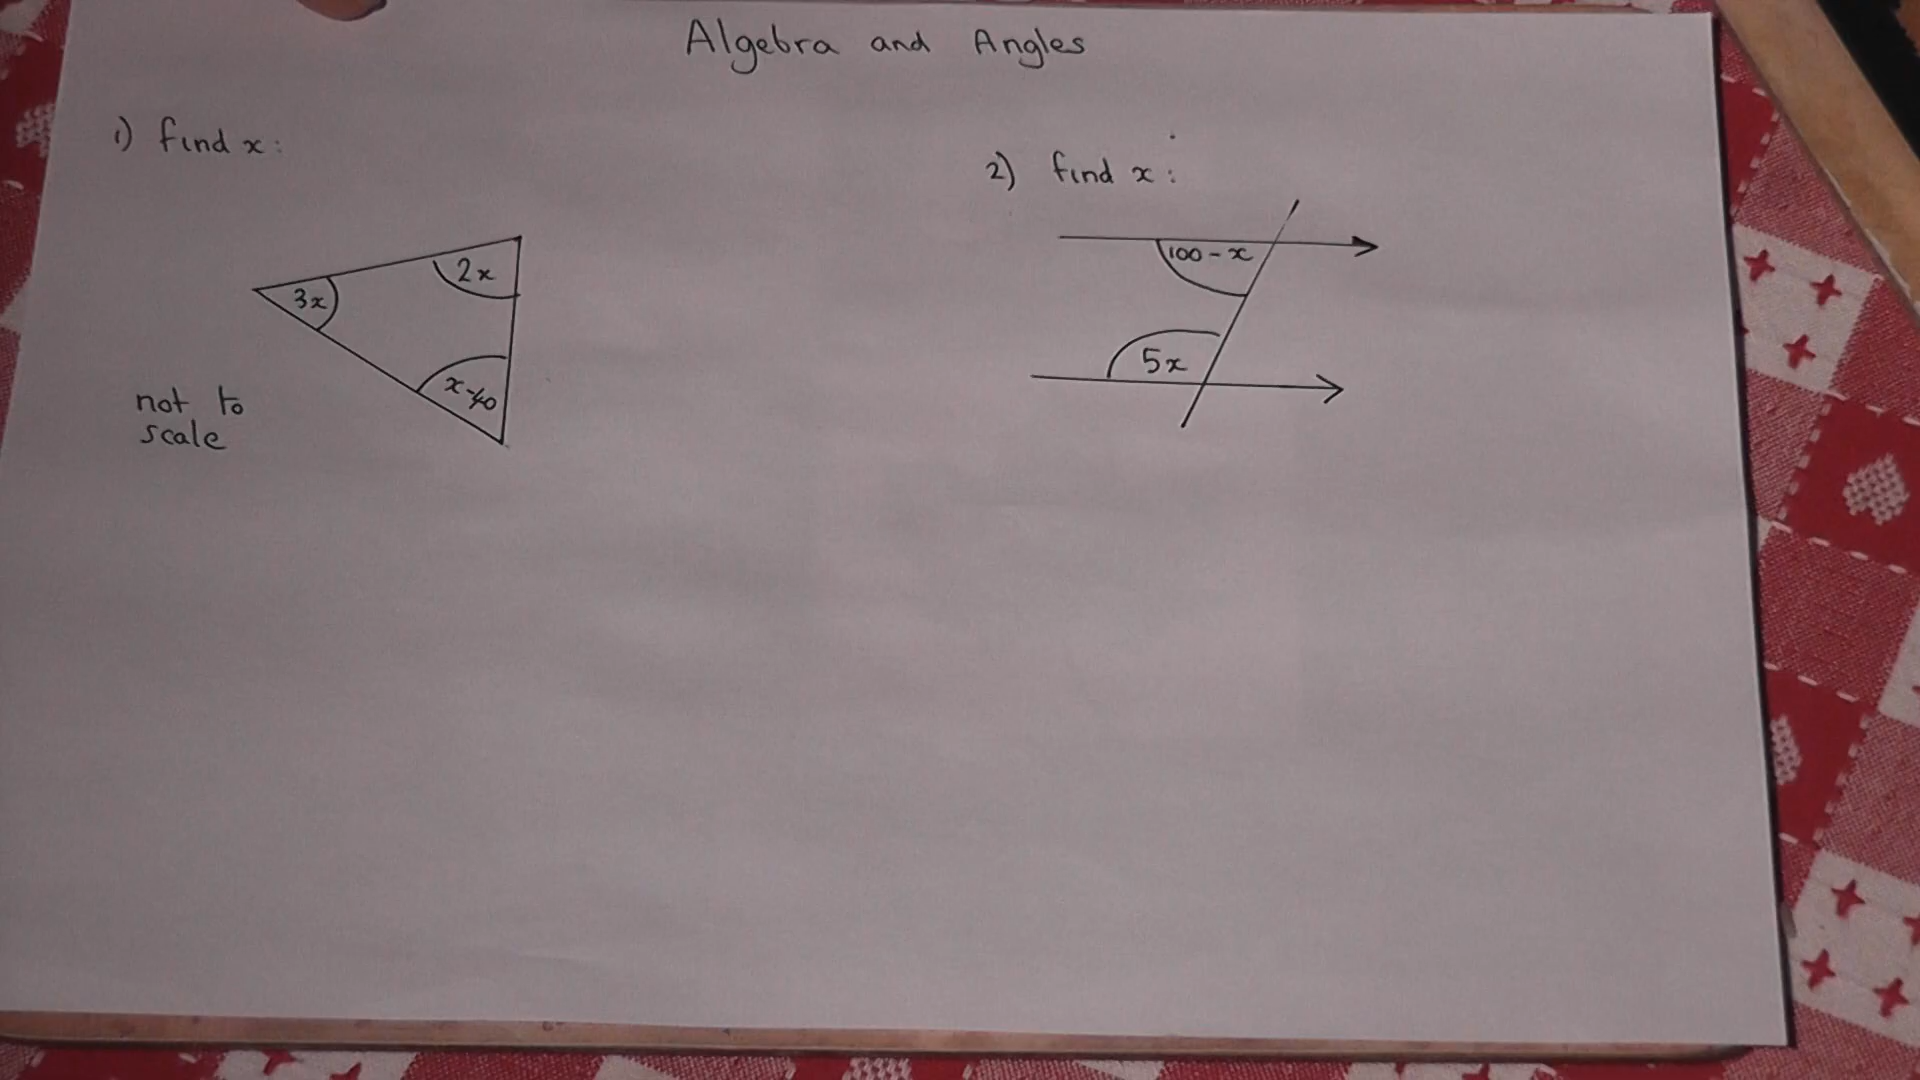 Algebra and Angles
1) find x:
3x
2x
x-40
not to
scale
2) find x:
100-x
5x